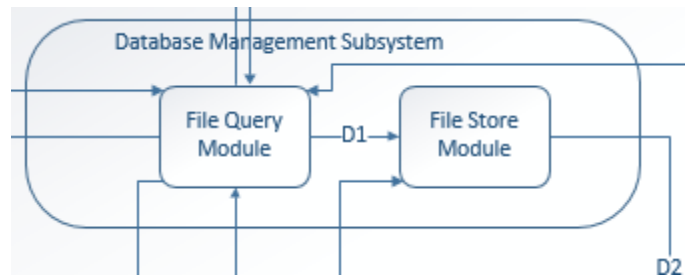 Database Management Subsystem
File Query
Module
D1
File Store
Module
D2